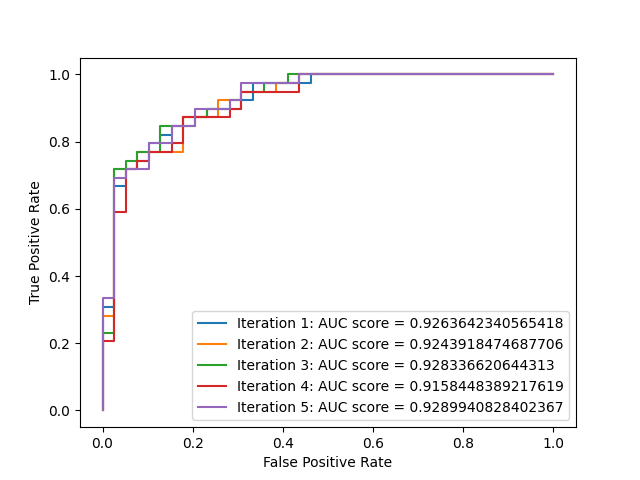 1.0
0.8
0.6
0.4
0.2
0.0
True Positive Rate
Iteration 1: AUC score = 0.9263642340565418
Iteration 2: AUC score = 0.9243918474687706
Iteration 3: AUC score = 0.928336620644313
Iteration 4: AUC score = 0.9158448389217619
Iteration 5: AUC score = 0.9289940828402367
0.0 0.2 0.4 0.6 0.8 1.0
False Positive Rate